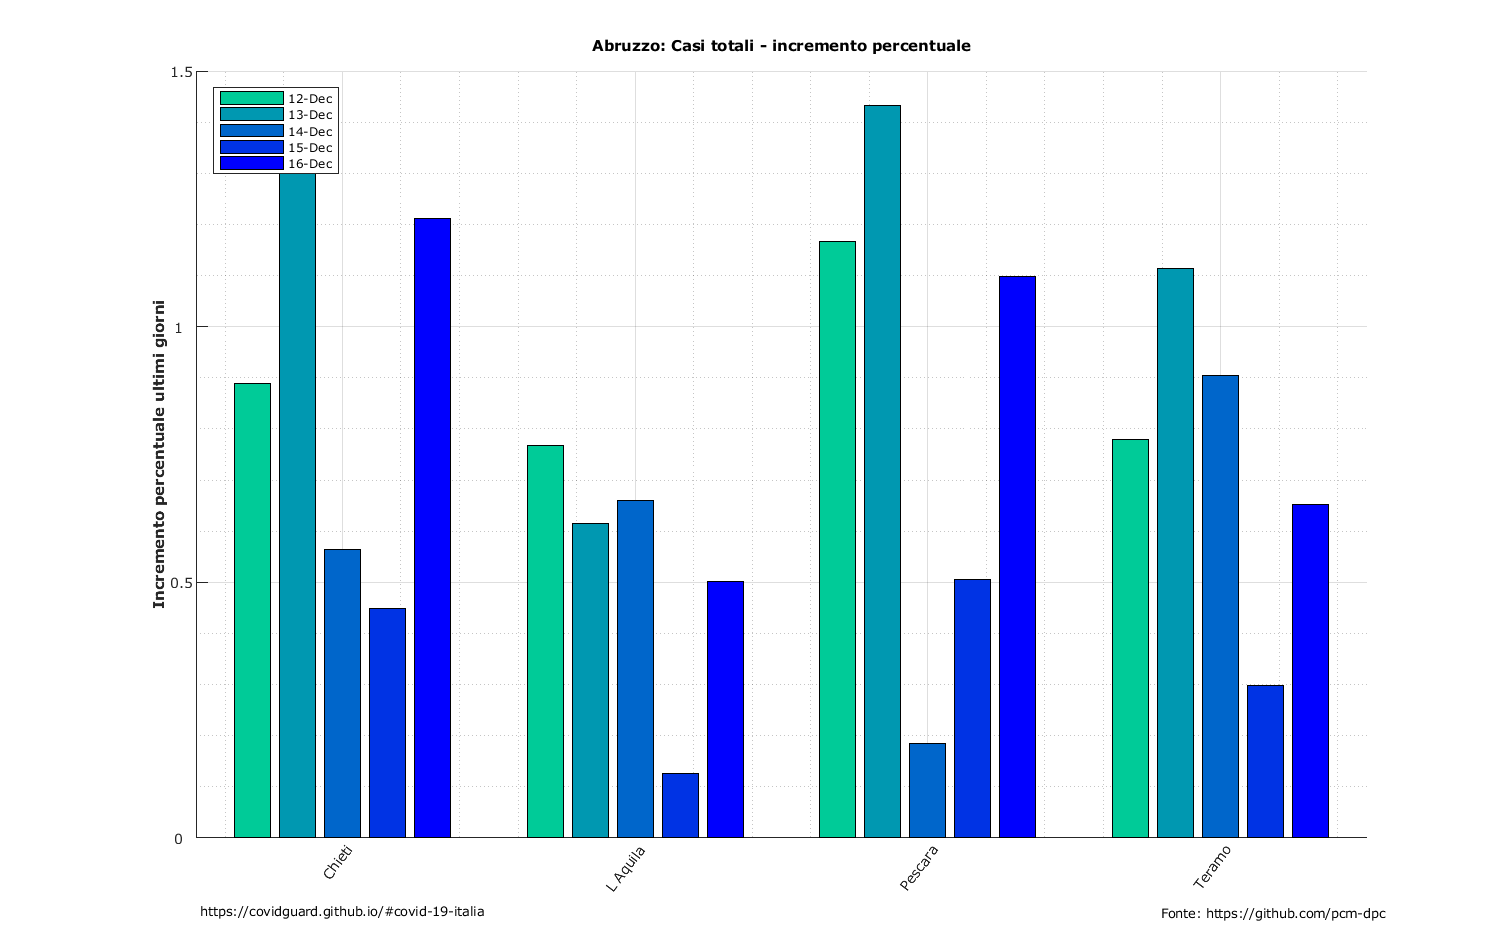 Abruzzo: Casi totali - incremento percentuale
1.5
12-Dec
13-Dec
14-Dec
15-Dec
16-Dec
1
Incremento percentuale ultimi giorni
0.5
0
Chieti
L Aquila
Pescara
Teramo
https://covidguard.github.io/#covid-19-italia
Fonte: https://github.com/pcm-dpc